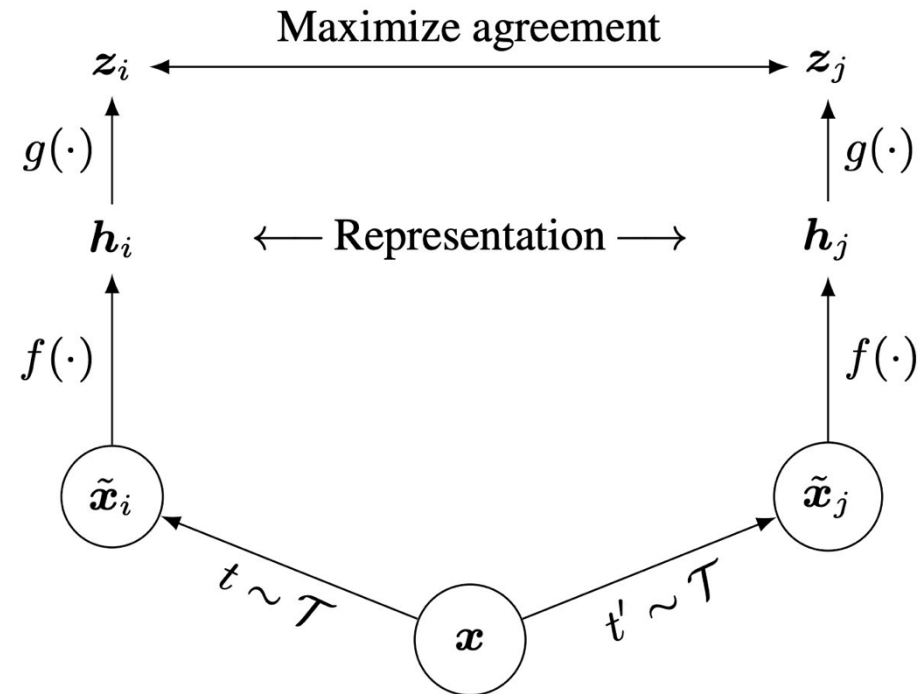 Maximize agreement
z_i z_j
g(·) g(·)
h_i ← Representation → h_j
f(·) f(·)
x̃_i x̃_j
t ∼ 𝒯 t′ ∼ 𝒯
x